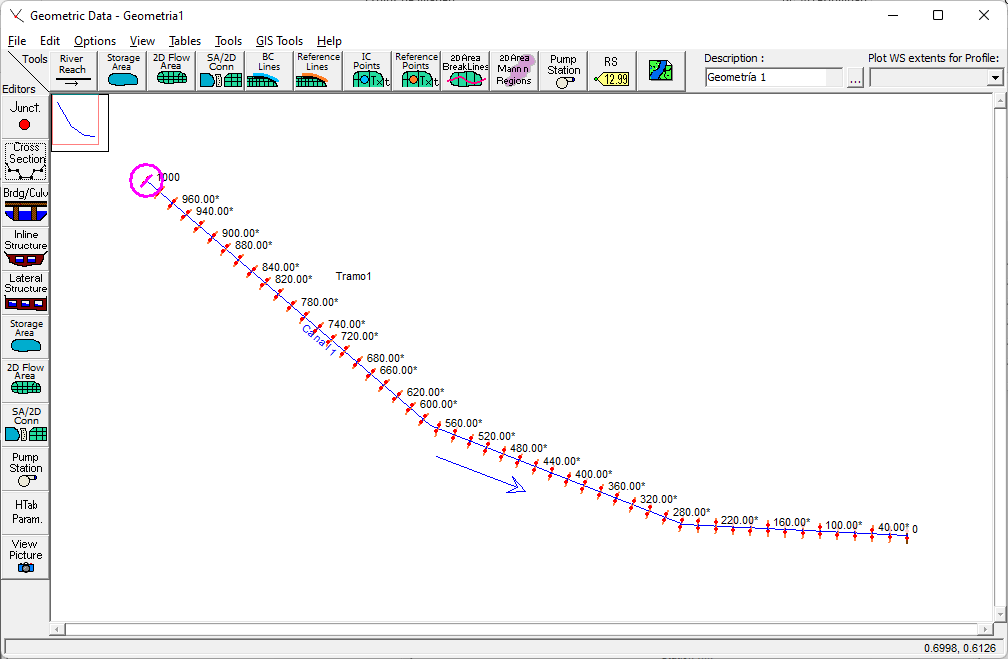 Geometric Data - Geometria1
File Edit Options View Tables Tools GIS Tools Help
Tools
Editors
River
Reach
Storage
Area
2D Flow
Area
SA/2D
Conn
BC
Lines
Reference
Lines
IC
Points
Reference
Points
2D Area
BreakLines
2D Area
Mann n
Regions
Pump
Station
RS
12.99
Description :
Geometría 1
...
Plot WS extents for Profile:
Junct.
Cross
Section
Brdg/Culv
Inline
Structure
Lateral
Structure
Storage
Area
2D Flow
Area
SA/2D
Conn
Pump
Station
HTab
Param.
View
Picture
1000
960.00*
940.00*
900.00*
880.00*
840.00*
820.00*
Tramo1
780.00*
740.00*
Canal1
720.00*
680.00*
660.00*
620.00*
600.00*
560.00*
520.00*
480.00*
440.00*
400.00*
360.00*
320.00*
280.00*
220.00*
160.00*
100.00*
40.00*
0
0.6998, 0.6126